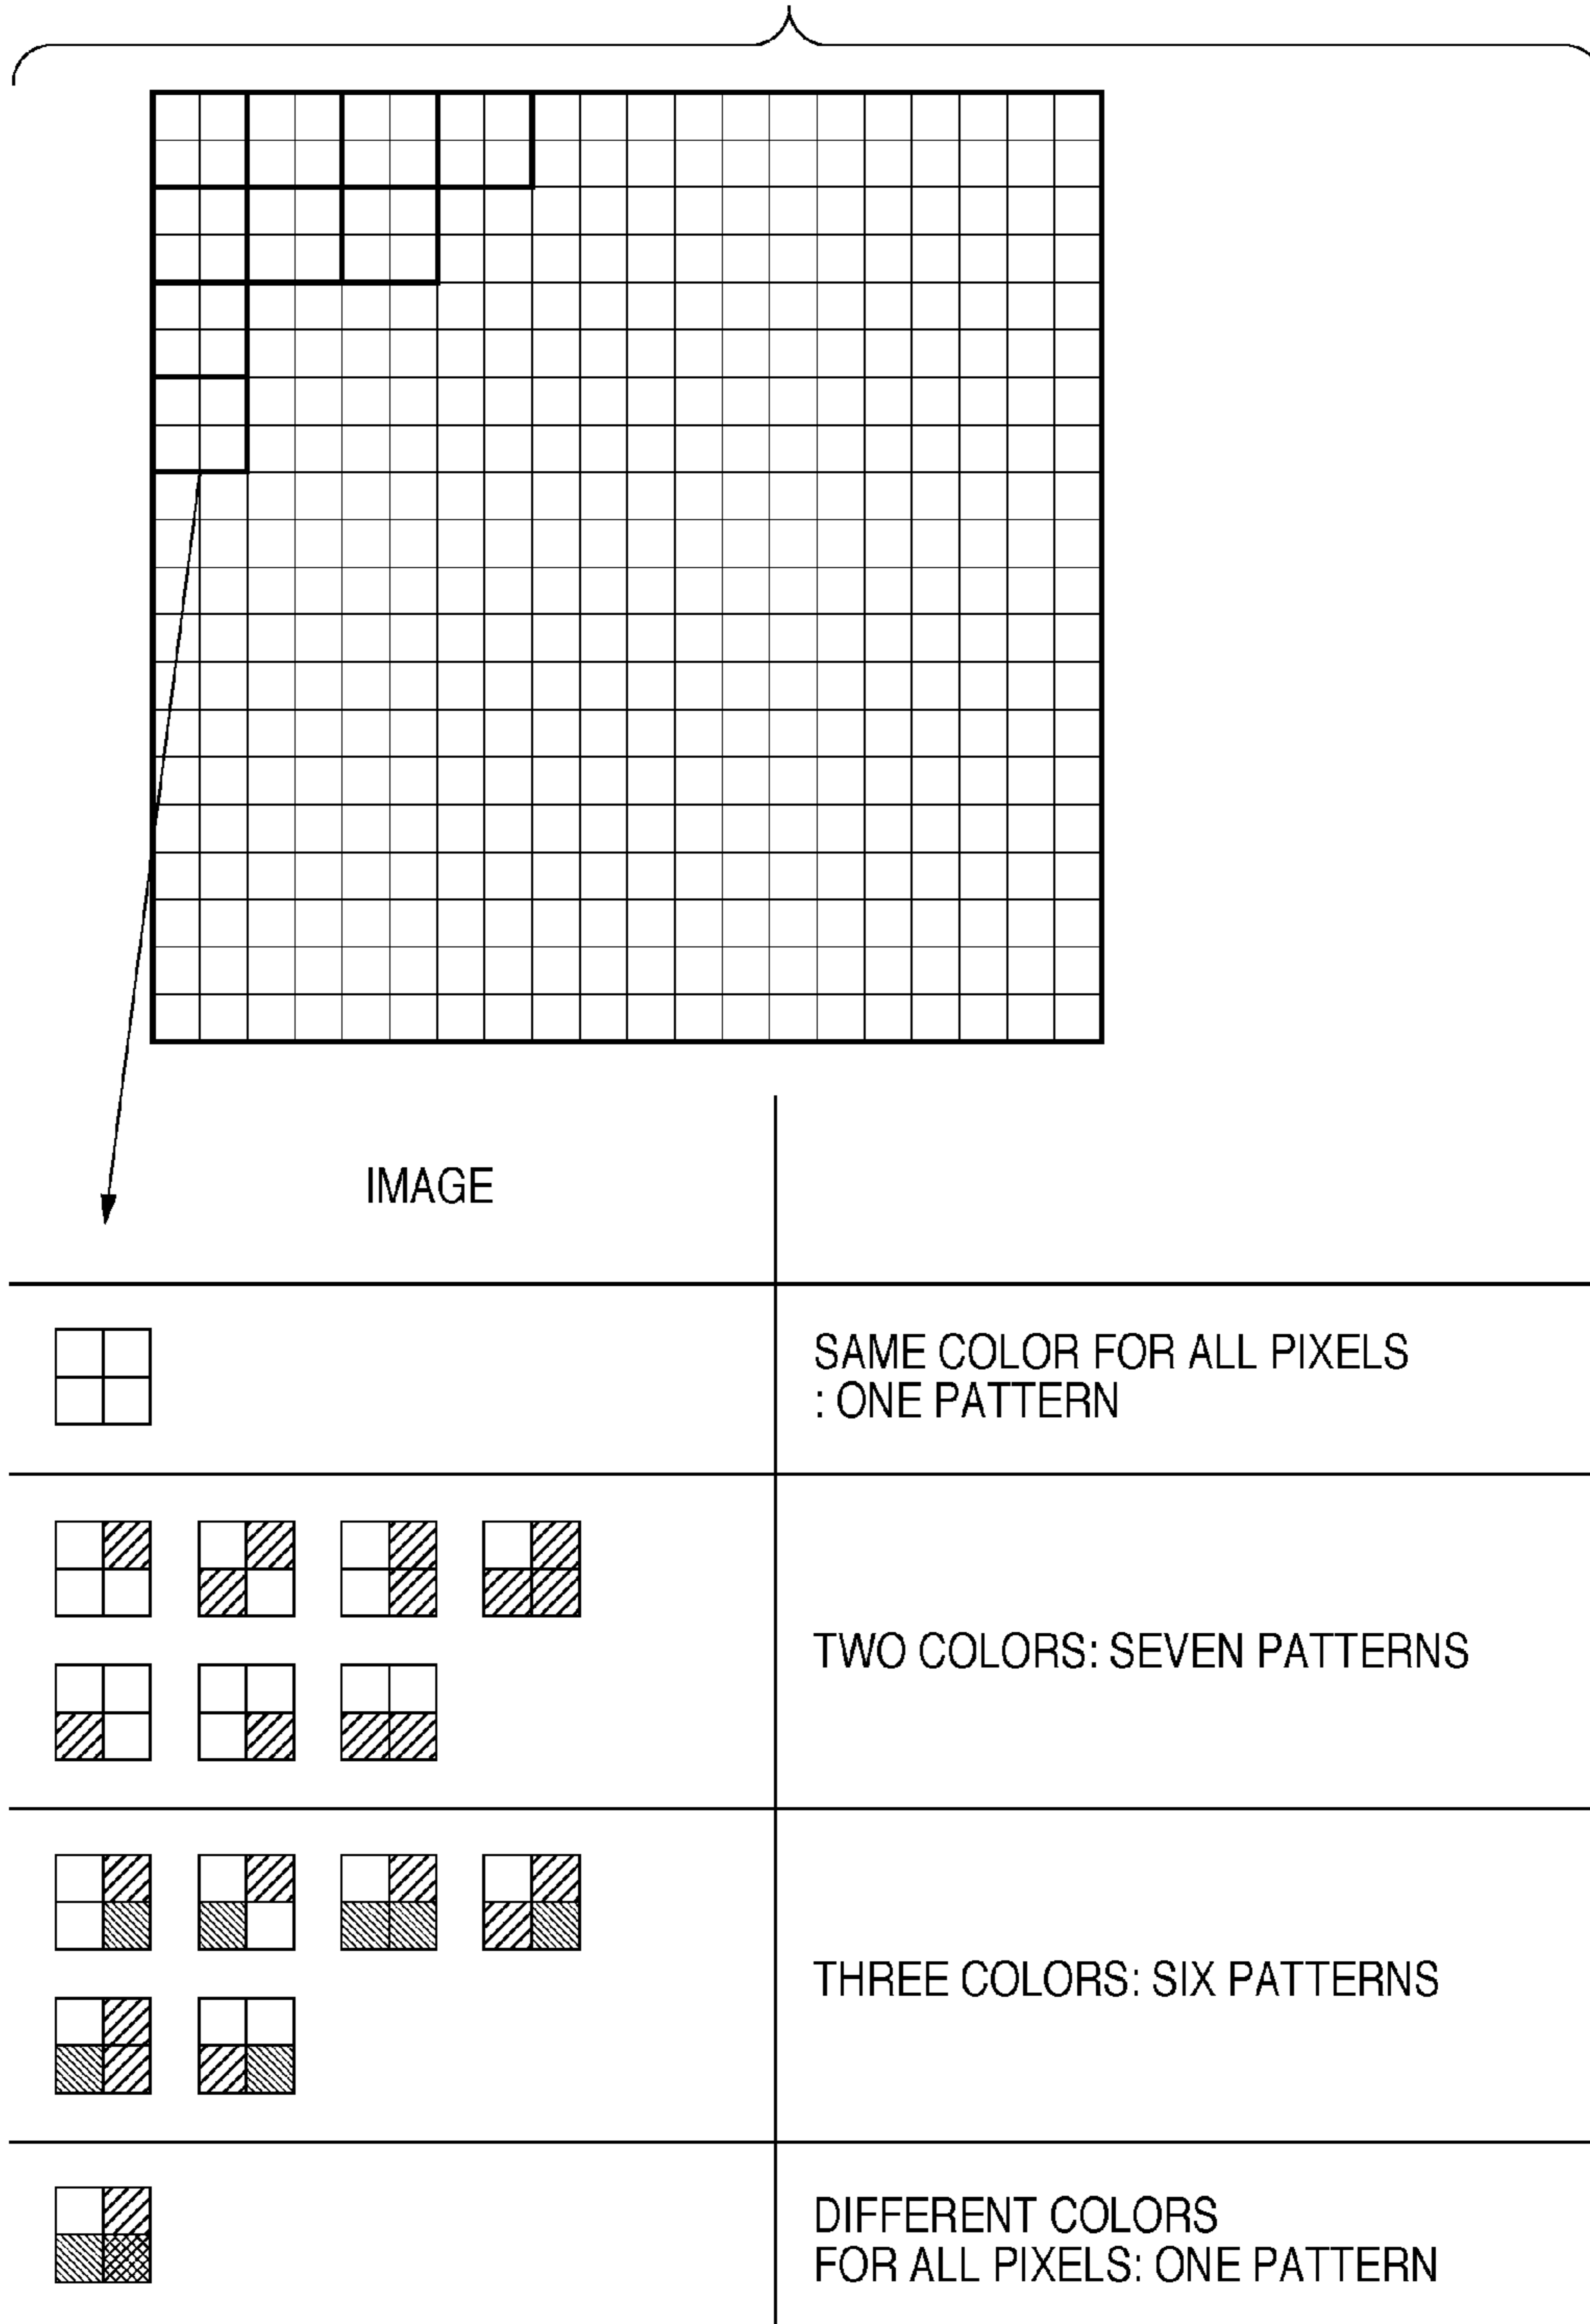 IMAGE
SAME COLOR FOR ALL PIXELS
: ONE PATTERN
TWO COLORS: SEVEN PATTERNS
THREE COLORS: SIX PATTERNS
DIFFERENT COLORS
FOR ALL PIXELS: ONE PATTERN